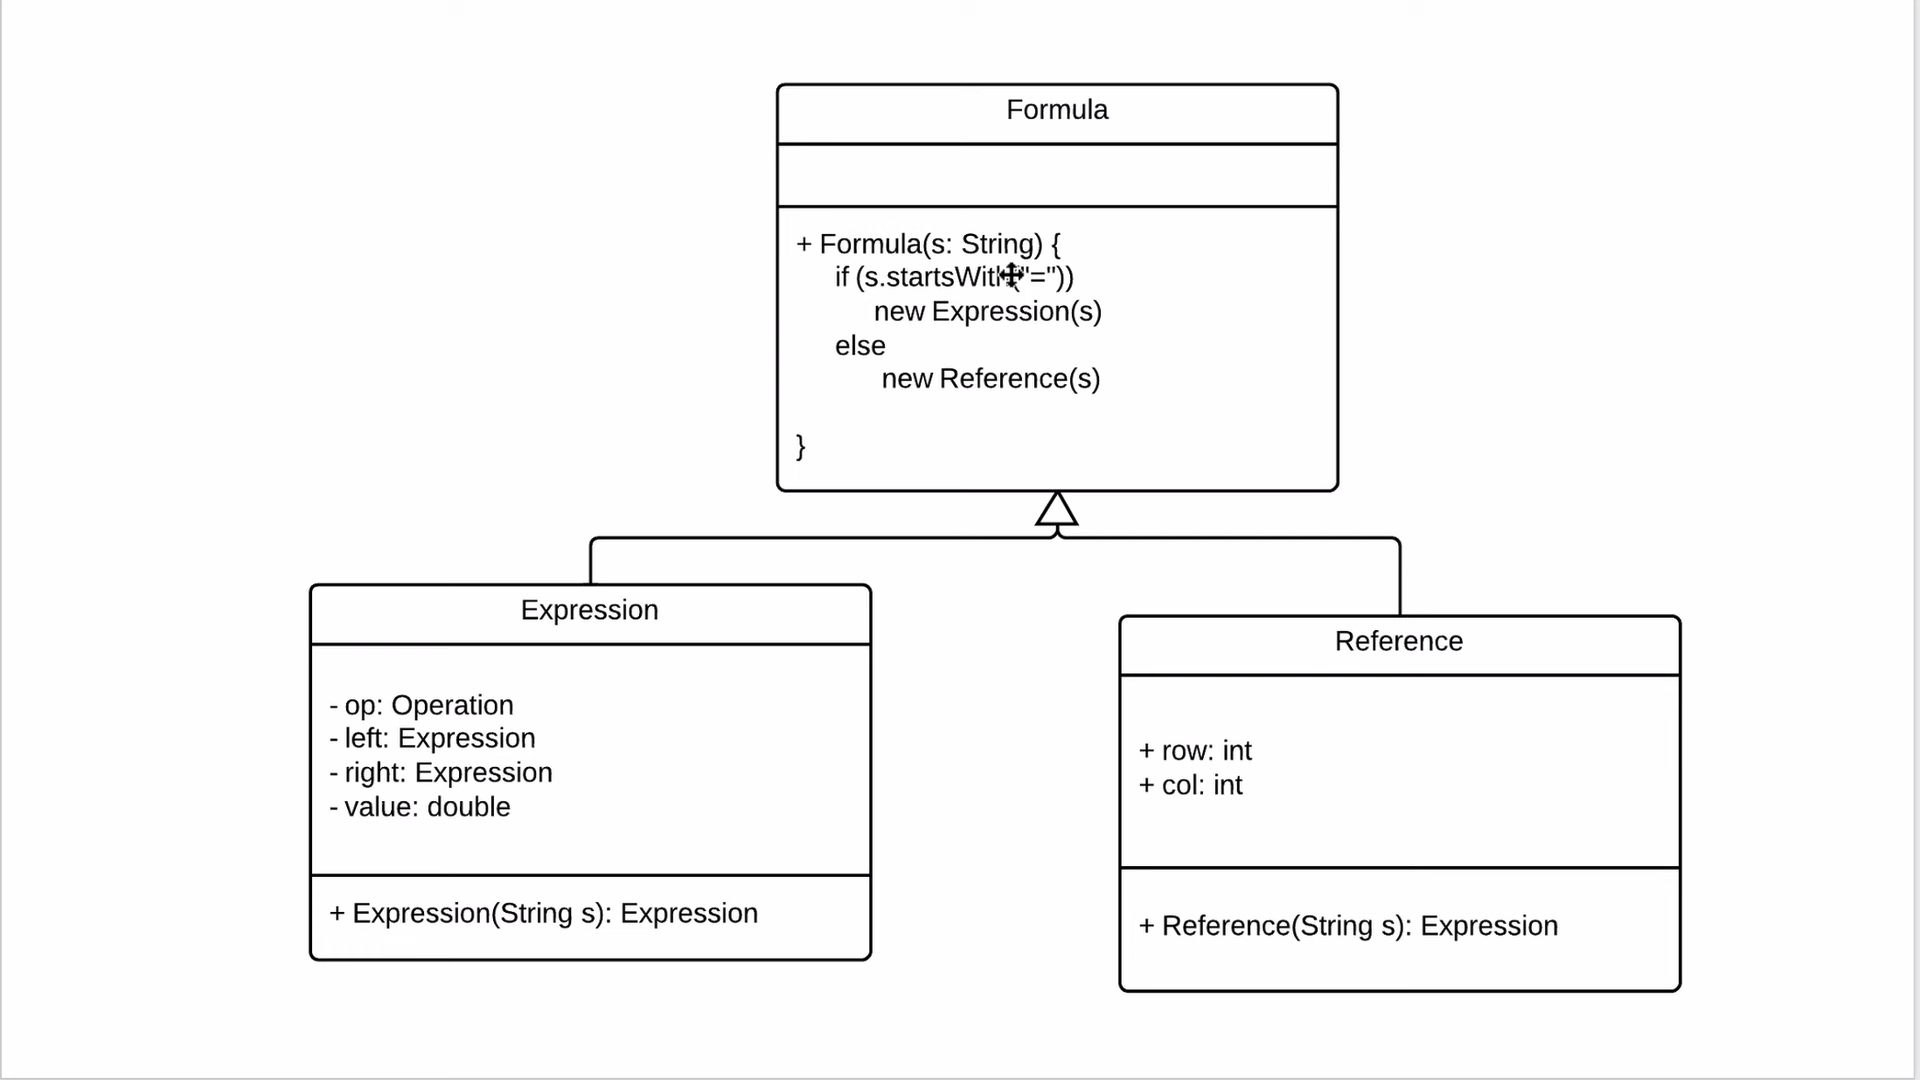 Formula
+ Formula(s: String) {
if (s.startsWith("="))
new Expression(s)
else
new Reference(s)
}
Expression
- op: Operation
- left: Expression
- right: Expression
- value: double
+ Expression(String s): Expression
Reference
+ row: int
+ col: int
+ Reference(String s): Expression